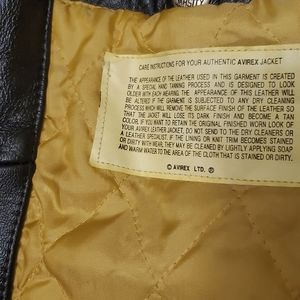 CARE INSTRUCTIONS FOR YOUR AUTHENTIC AVIREX JACKET
THE APPEARANCE OF THE LEATHER USED IN THIS GARMENT IS CREATED
BY A SPECIAL HAND TANNING PROCESS AND IS DESIGNED TO LOOK
OLDER WITH EACH WEARING. THE APPEARANCE OF THIS LEATHER WILL
BE ALTERED IF THE GARMENT IS SUBJECTED TO ANY DRY CLEANING
PROCESS WHICH WILL REMOVE THE SURFACE FINISH OF THE LEATHER SO
THAT THE JACKET WILL LOSE ITS DARK FINISH AND BECOME A TAN
COLOR. IF YOU WANT TO RETAIN THE ORIGINAL FINISHED WORN LOOK OF
YOUR AVIREX LEATHER JACKET, DO NOT SEND TO THE DRY CLEANERS OR
A LEATHER SPECIALIST. IF THE LINING OR KNIT TRIM BECOMES STAINED
OR DIRTY WITH WEAR, THEY MAY BE CLEANED BY LIGHTLY APPLYING SOAP
AND WARM WATER TO THE AREA OF THE CLOTH THAT IS STAINED OR DIRTY.
© AVIREX LTD. ®